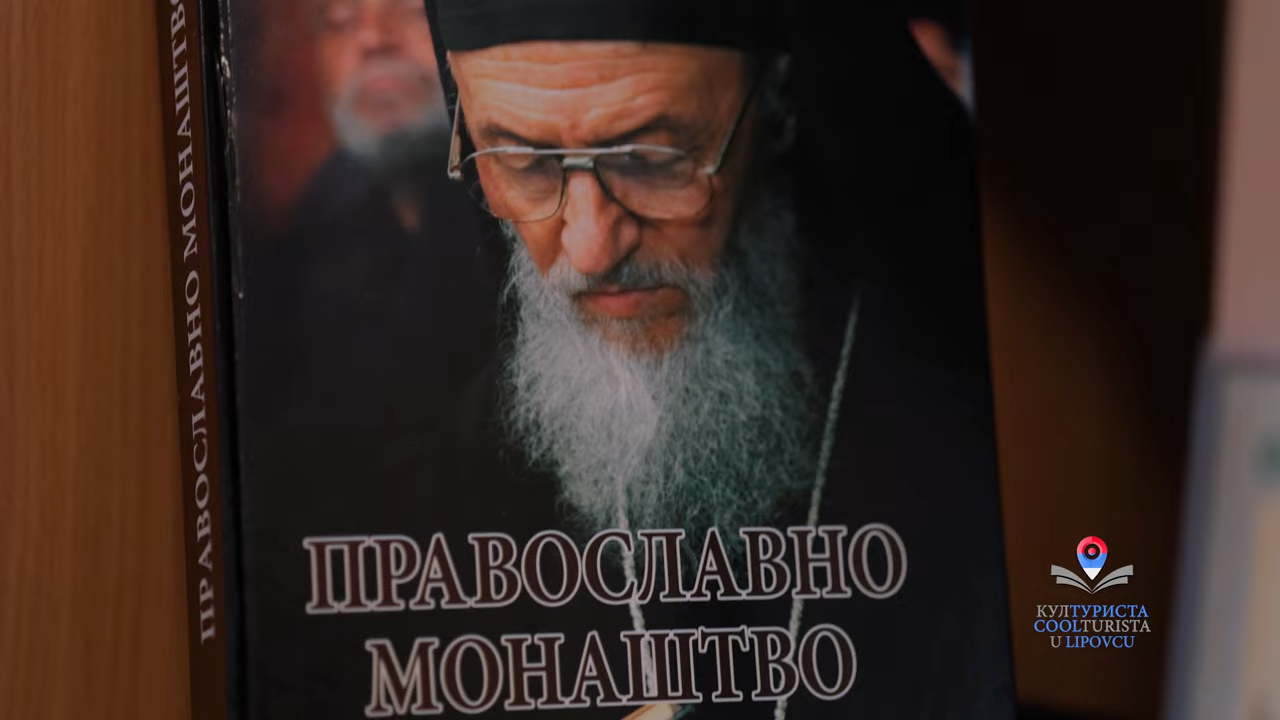 ПРАВОСЛАВНО МОНАШТВО
ПРАВОСЛАВНО
МОНАШТВО
КУЛТУРИСТА
COOLTURISTA
U LIPOVCU